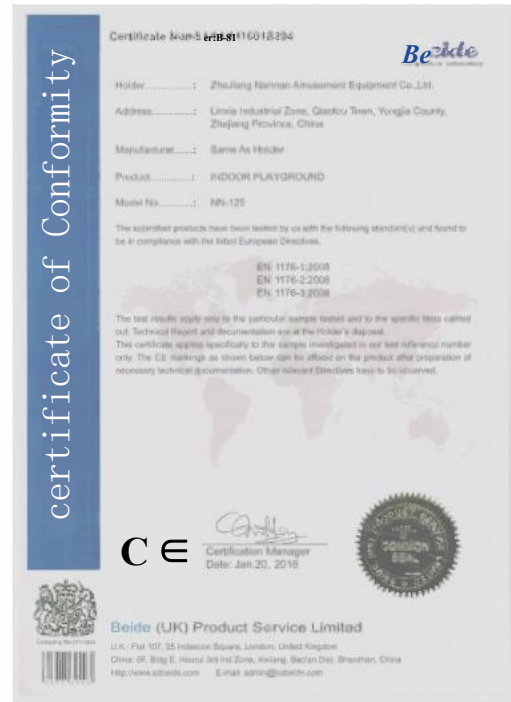 certificate of Conformity
er:B-81
Beide
Holder..............: ZheJiang Nannan Amusement Equipment Co.,Ltd.
Address.............: Linxia Industrial Zone, Qiaotou Town, Yongjia County,
Zhejiang Province, China
Manufacturer.......: Same As Holder
Product............: INDOOR PLAYGROUND
Model No..........: NN-125
The submitted products have been tested by us with the following standard(s) and found to
be in compliance with the listed European Directives.
EN 1176-1:2008
EN 1176-2:2008
EN 1176-3:2008
The test results apply only to the particular sample tested and to the specific tests carried
out. Technical Report and documentation are at the Holder's disposal.
This certificate applies specifically to the sample investigated in our test reference number
only. The CE markings as shown below can be affixed on the product after preparation of
necessary technical documentation. Other relevant Directives have to be observed.
C ∈
Certification Manager
Date: Jan.20, 2016
PRODUCT SERVICE
COMMON
SEAL
Beide (UK) Product Service Limited
U.K.: Flat 107, 25 Square, London, United Kingdom
China: 6F, Bldg E, 3rd Ind Zone, Xixiang, Bao'an Dist, Shenzhen, China
Http://www.szbeide.com E-mail: admin@szbeide.com